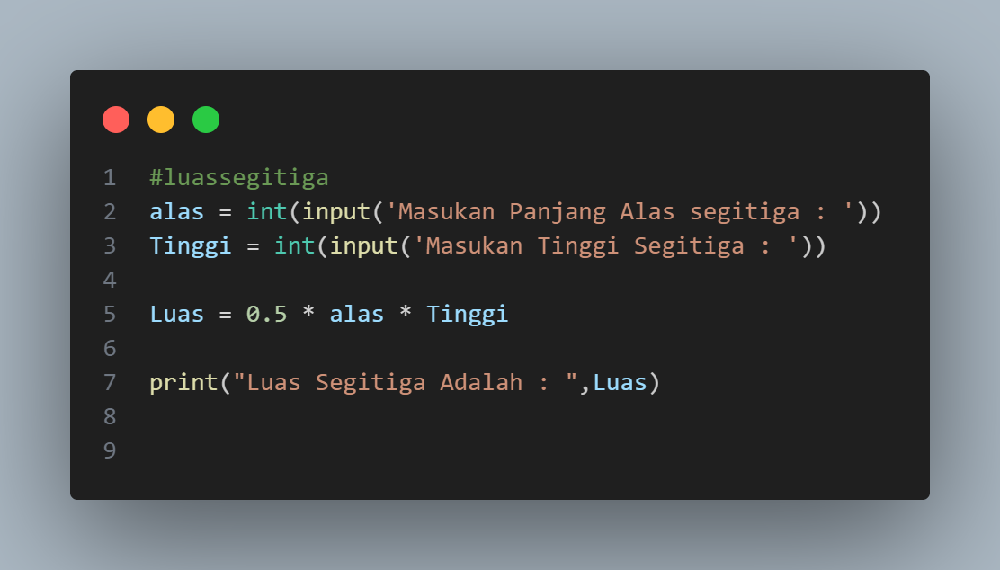 1 #luassegitiga
2 alas = int(input('Masukan Panjang Alas segitiga : '))
3 Tinggi = int(input('Masukan Tinggi Segitiga : '))
4
5 Luas = 0.5 * alas * Tinggi
6
7 print("Luas Segitiga Adalah : ",Luas)
8
9